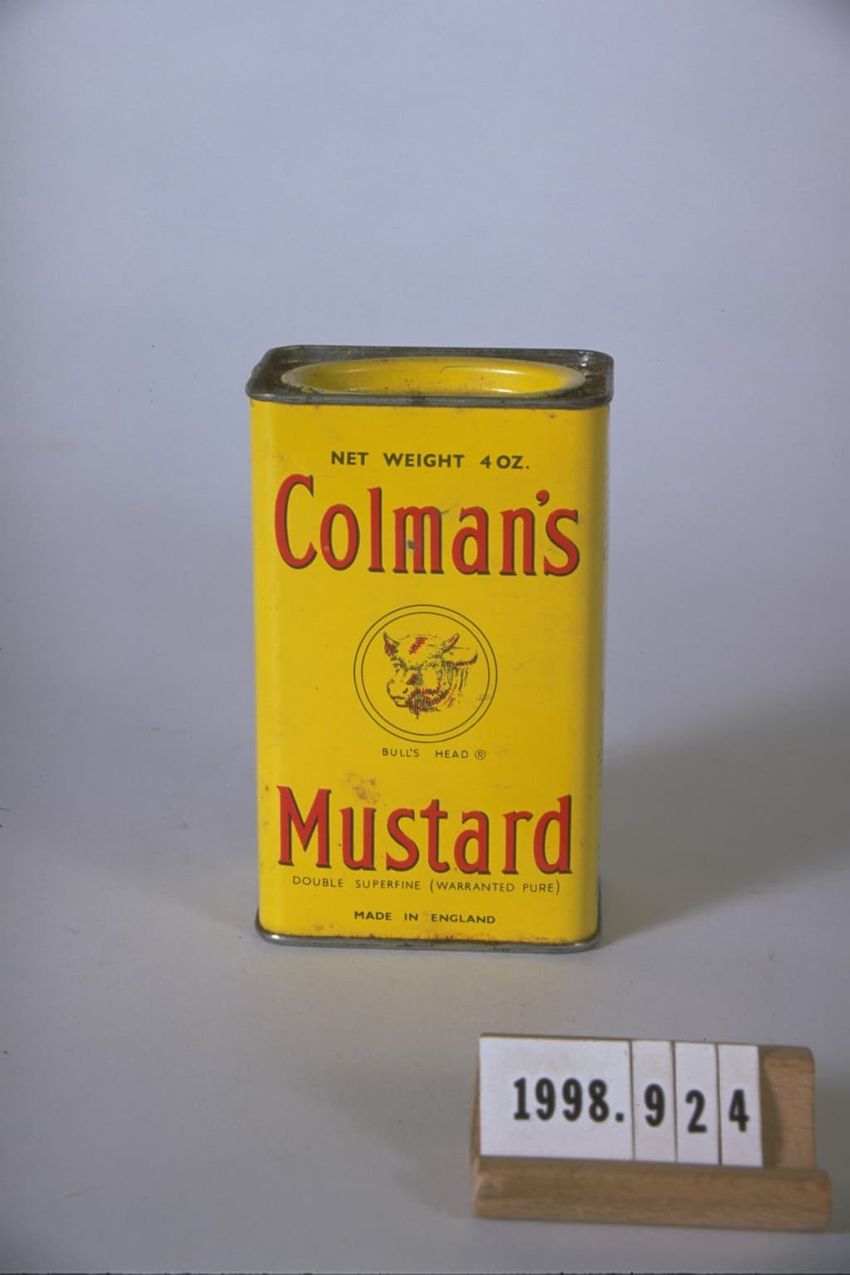 NET WEIGHT 4 OZ.
Colman's
BULL'S HEAD ®
Mustard
DOUBLE SUPERFINE (WARRANTED PURE)
MADE IN ENGLAND
1998.924